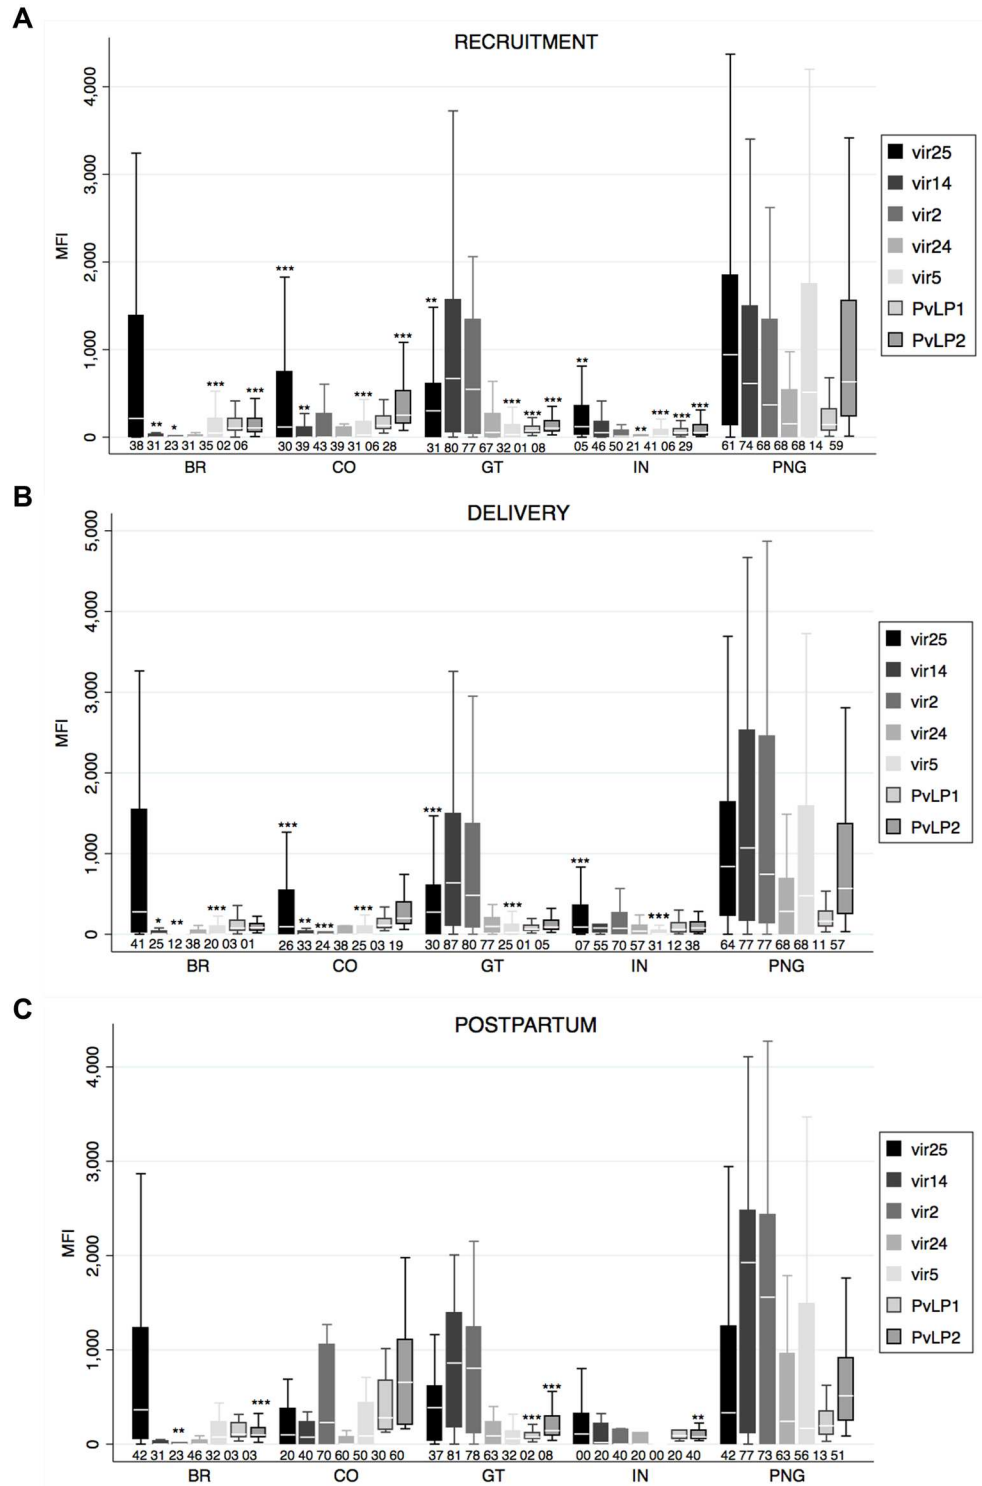 A
RECRUITMENT
MFI
4,000
3,000
2,000
1,000
0
***
***
**
*
***
***
**
***
***
**
***
***
***
**
**
***
***
***
38 31 23 31 35 02 06
30 39 43 39 31 06 28
31 80 77 67 32 01 08
05 46 50 21 41 06 29
61 74 68 68 68 14 59
BR
CO
GT
IN
PNG
vir25
vir14
vir2
vir24
vir5
PvLP1
PvLP2
B
DELIVERY
MFI
5,000
4,000
3,000
2,000
1,000
0
*
**
***
***
**
***
***
***
***
***
***
41 25 12 38 20 03 01
26 33 24 38 25 03 19
30 87 80 77 25 01 05
07 55 70 57 31 12 38
64 77 77 68 68 11 57
BR
CO
GT
IN
PNG
vir25
vir14
vir2
vir24
vir5
PvLP1
PvLP2
C
POSTPARTUM
MFI
4,000
3,000
2,000
1,000
0
**
***
***
***
**
42 31 23 46 32 03 03
20 40 70 60 50 30 60
37 81 78 63 32 02 08
00 20 40 20 00 20 40
42 77 73 63 56 13 51
BR
CO
GT
IN
PNG
vir25
vir14
vir2
vir24
vir5
PvLP1
PvLP2